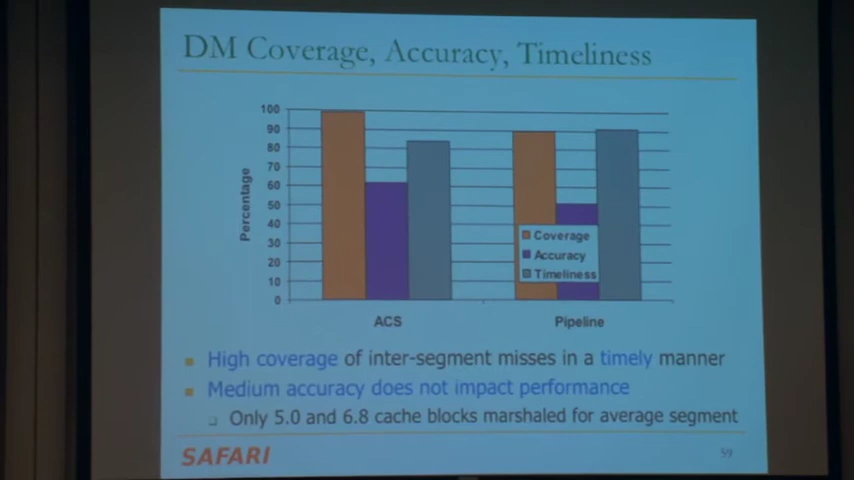 DM Coverage, Accuracy, Timeliness
100
90
80
70
60
50
40
30
20
10
0
Percentage
Coverage
Accuracy
Timeliness
ACS
Pipeline
High coverage of inter-segment misses in a timely manner
Medium accuracy does not impact performance
Only 5.0 and 6.8 cache blocks marshaled for average segment
SAFARI
59